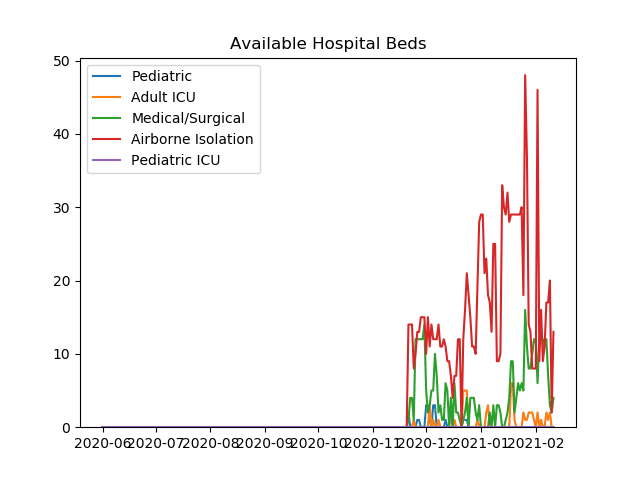 Available Hospital Beds
50
40
30
20
10
0
Pediatric
Adult ICU
Medical/Surgical
Airborne Isolation
Pediatric ICU
2020-06 2020-07 2020-08 2020-09 2020-10 2020-11 2020-12 2021-01 2021-02